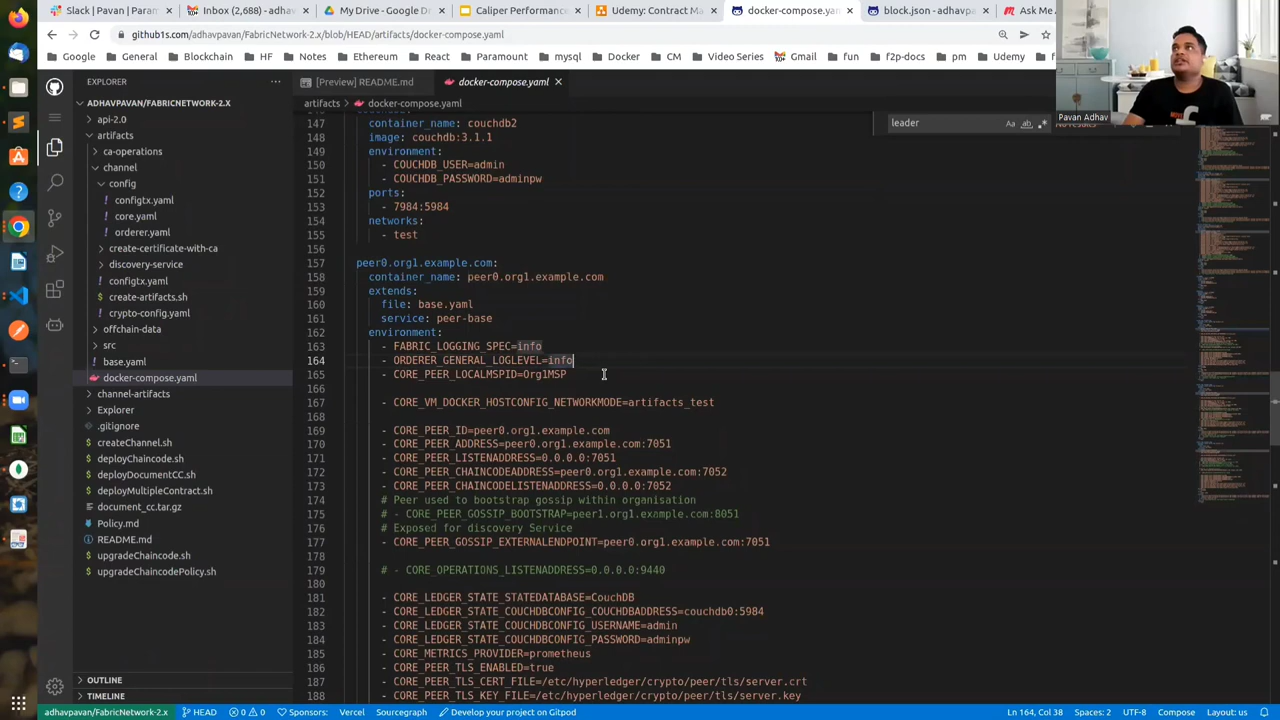 Slack | Pavan | Param
Inbox (2,688) - adhav
My Drive - Google D
Caliper Performance
Udemy: Contract Ma
docker-compose.yaml
block.json - adhavpa
Ask Me
github1s.com/adhavpavan/FabricNetwork-2.x/blob/HEAD/artifacts/docker-compose.yaml
Google
General
Blockchain
HF
Notes
Ethereum
React
Param
mysql
Docker
CM
Video Series
Gmail
fun
f2p-docs
pm
Udemy
Pavan Adhav
EXPLORER
[Preview] README.md
docker-compose.yaml
artifacts > docker-compose.yaml
leader
Aa
ab
ADHAVPAVAN/FABRICNETWORK-2.X
api-2.0
artifacts
ca-operations
channel
config
configtx.yaml
core.yaml
orderer.yaml
create-certificate-with-ca
discovery-service
configtx.yaml
create-artifacts.sh
crypto-config.yaml
offchain-data
src
base.yaml
docker-compose.yaml
channel-artifacts
Explorer
.gitignore
createChannel.sh
deployChaincode.sh
deployDocumentCC.sh
deployMultipleContract.sh
document_cc.tar.gz
Policy.md
README.md
upgradeChaincode.sh
upgradeChaincodePolicy.sh
OUTLINE
TIMELINE
147 container_name: couchdb2
148 image: couchdb:3.1.1
149 environment:
150 - COUCHDB_USER=admin
151 - COUCHDB_PASSWORD=adminpw
152 ports:
153 - 7984:5984
154 networks:
155 - test
156
157 peer0.org1.example.com:
158 container_name: peer0.org1.example.com
159 extends:
160 file: base.yaml
161 service: peer-base
162 environment:
163 - FABRIC_LOGGING_SPEC=info
164 - ORDERER_GENERAL_LOGLEVEL=info
165 - CORE_PEER_LOCALMSPID=Org1MSP
166
167 - CORE_VM_DOCKER_HOSTCONFIG_NETWORKMODE=artifacts_test
168
169 - CORE_PEER_ID=peer0.org1.example.com
170 - CORE_PEER_ADDRESS=peer0.org1.example.com:7051
171 - CORE_PEER_LISTENADDRESS=0.0.0.0:7051
172 - CORE_PEER_CHAINCODEADDRESS=peer0.org1.example.com:7052
173 - CORE_PEER_CHAINCODELISTENADDRESS=0.0.0.0:7052
174 # Peer used to bootstrap gossip within organisation
175 # - CORE_PEER_GOSSIP_BOOTSTRAP=peer1.org1.example.com:8051
176 # Exposed for discovery Service
177 - CORE_PEER_GOSSIP_EXTERNALENDPOINT=peer0.org1.example.com:7051
178
179 # - CORE_OPERATIONS_LISTENADDRESS=0.0.0.0:9440
180
181 - CORE_LEDGER_STATE_STATEDATABASE=CouchDB
182 - CORE_LEDGER_STATE_COUCHDBCONFIG_COUCHDBADDRESS=couchdb0:5984
183 - CORE_LEDGER_STATE_COUCHDBCONFIG_USERNAME=admin
184 - CORE_LEDGER_STATE_COUCHDBCONFIG_PASSWORD=adminpw
185 - CORE_METRICS_PROVIDER=prometheus
186 - CORE_PEER_TLS_ENABLED=true
187 - CORE_PEER_TLS_CERT_FILE=/etc/hyperledger/crypto/peer/tls/server.crt
188 - CORE_PEER_TLS_KEY_FILE=/etc/hyperledger/crypto/peer/tls/server.key
adhavpavan/FabricNetwork-2.x
HEAD
0
0
Sponsors:
Vercel
Sourcegraph
Develop your project on Gitpod
Ln 164, Col 38
Spaces: 2
UTF-8
Compose
Layout: us